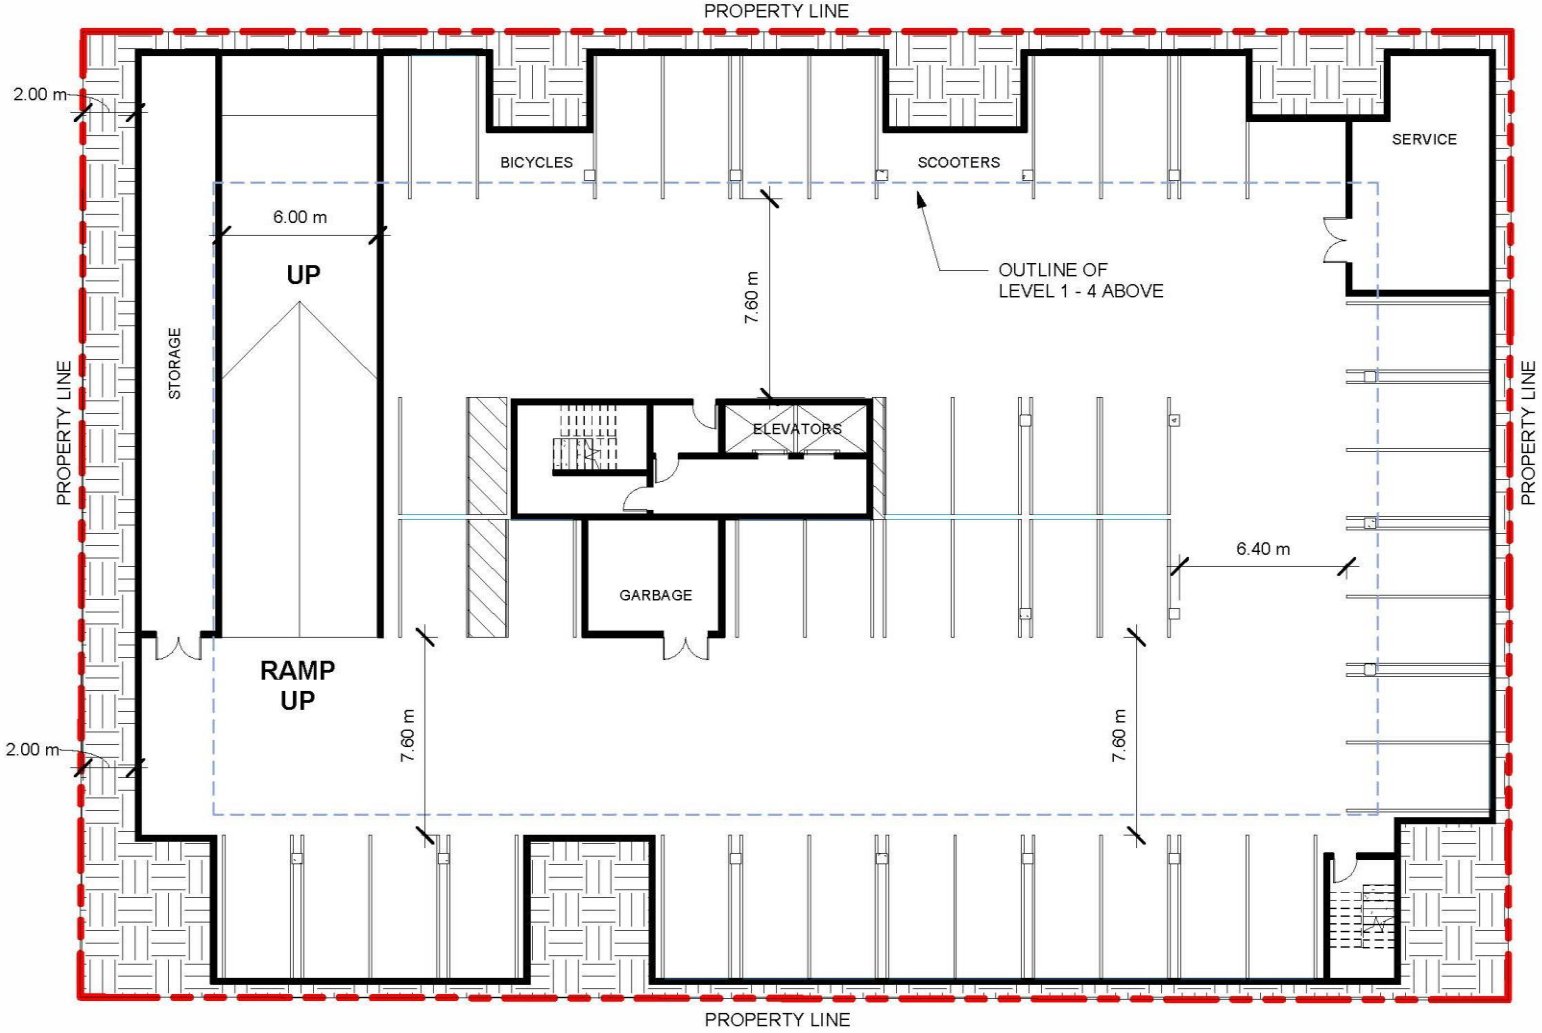 PROPERTY LINE
2.00 m
SERVICE
BICYCLES
SCOOTERS
6.00 m
UP
OUTLINE OF
LEVEL 1 - 4 ABOVE
7.60 m
STORAGE
PROPERTY LINE
PROPERTY LINE
ELEVATORS
6.40 m
GARBAGE
RAMP
UP
7.60 m
7.60 m
2.00 m
PROPERTY LINE